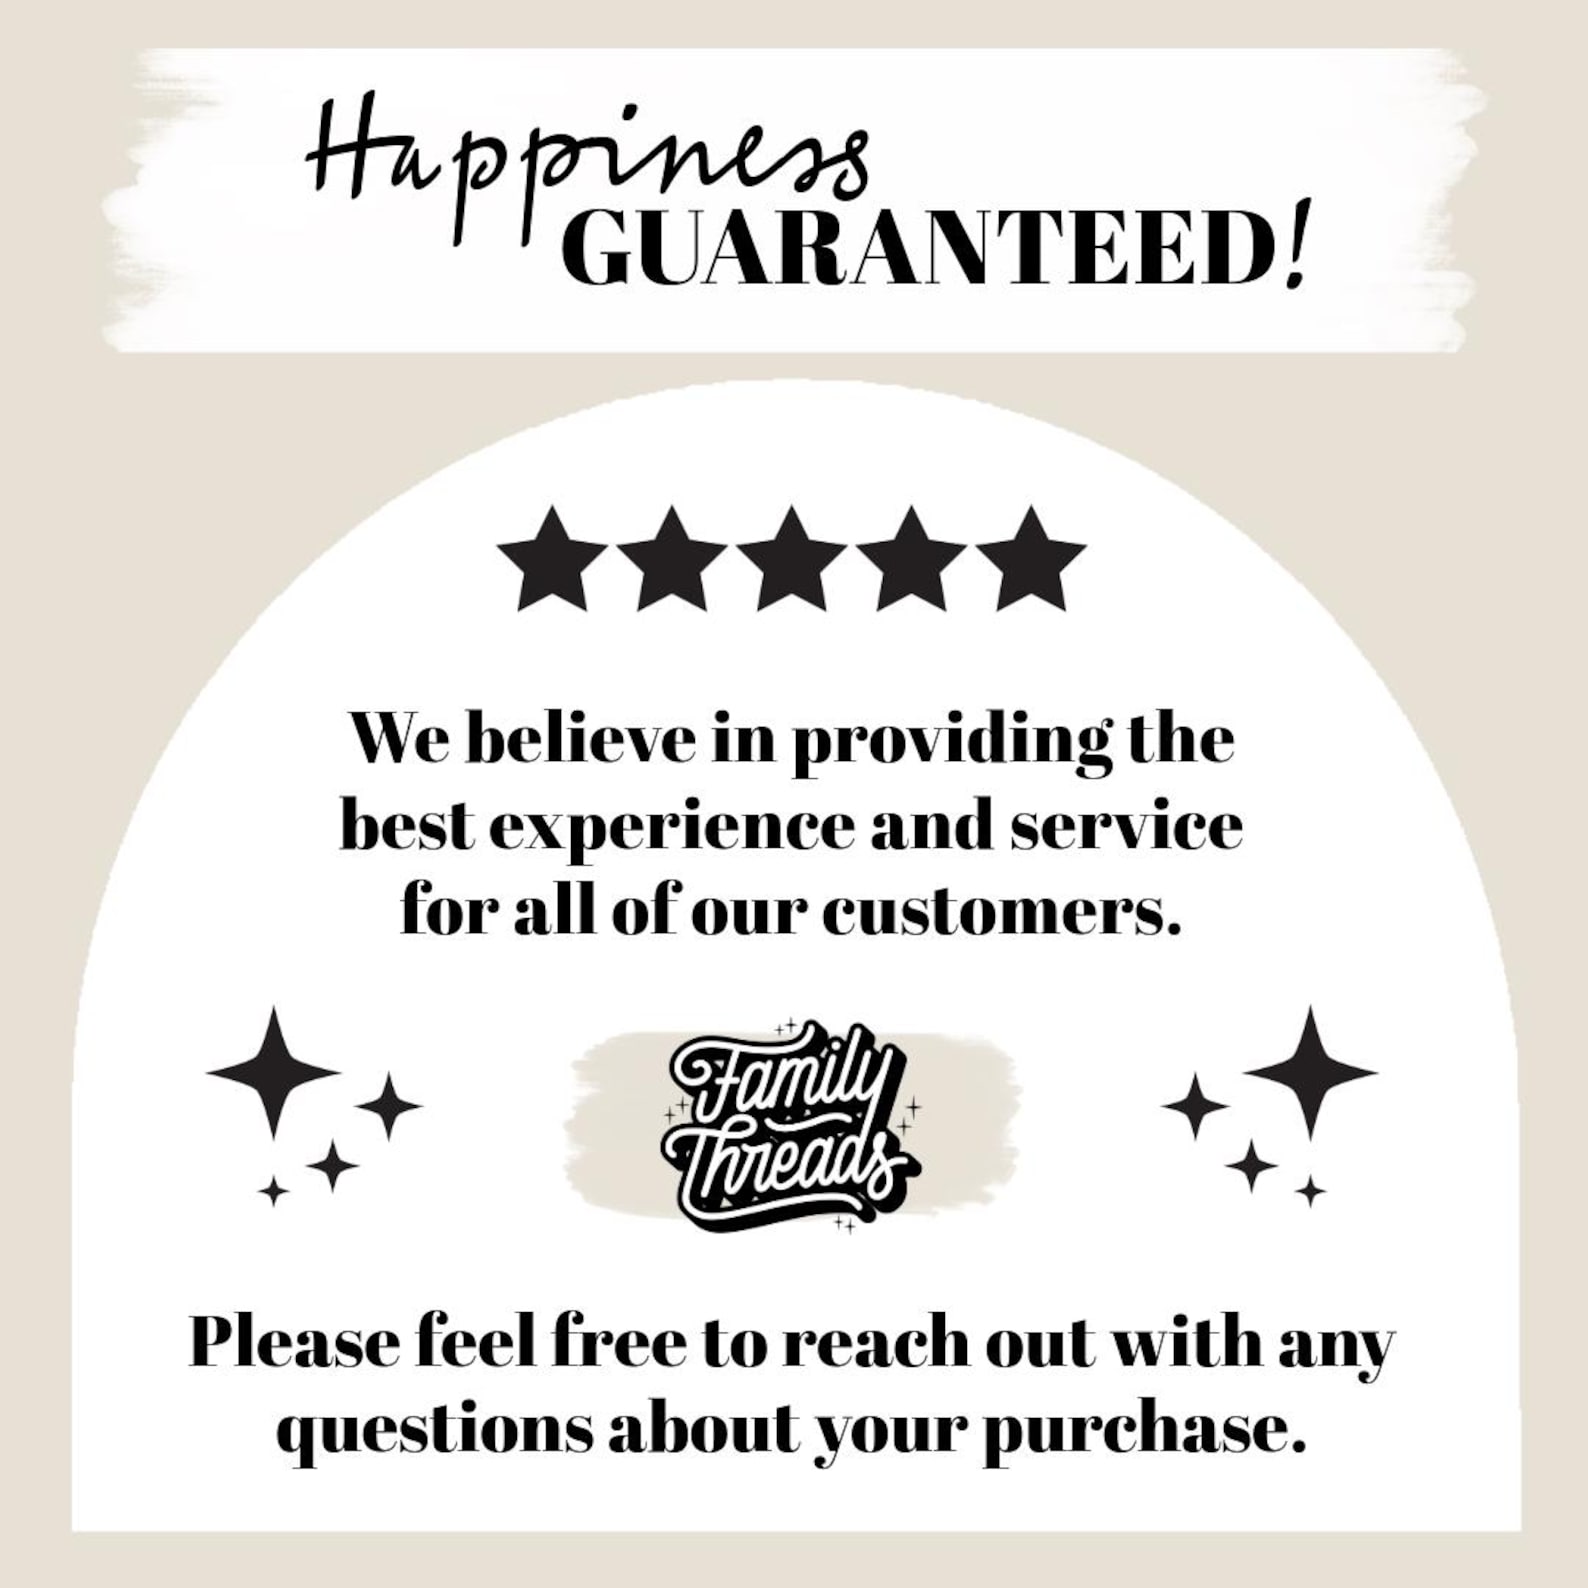 Happiness
GUARANTEED!
We believe in providing the
best experience and service
for all of our customers.
Family
Threads
Please feel free to reach out with any
questions about your purchase.